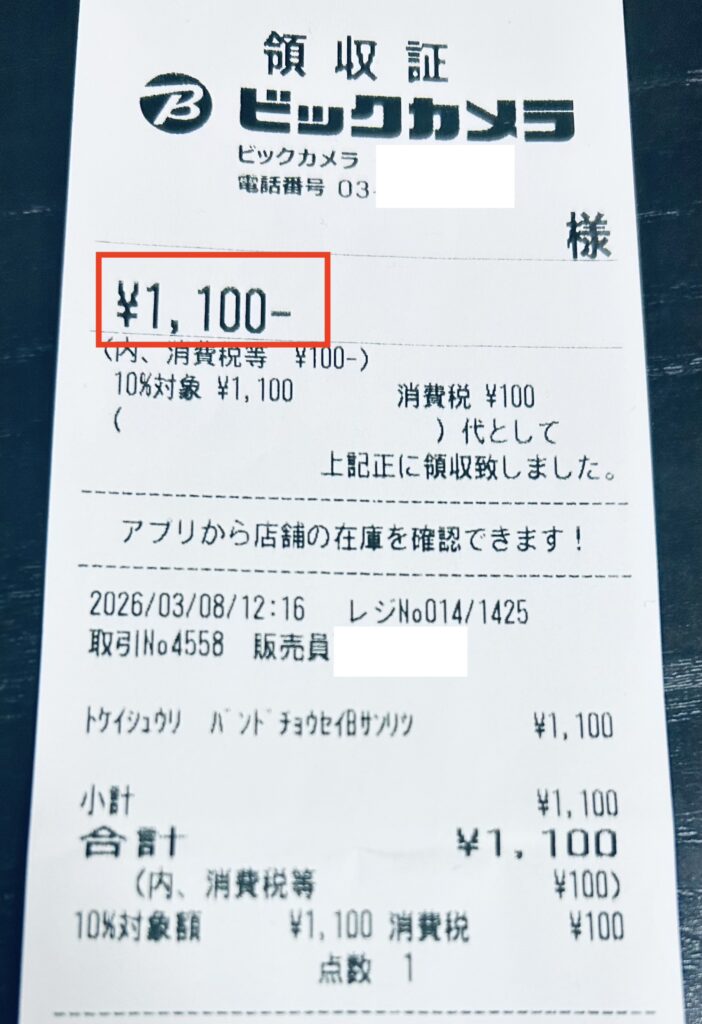 領収証
B ビックカメラ
ビックカメラ
電話番号 03-
様
¥1,100-
(内、消費税等 ¥100-)
10%対象 ¥1,100 消費税 ¥100
( )代として
上記正に領収致しました。
アプリから店舗の在庫を確認できます!
2026/03/08/12:16 レジNo014/1425
取引No4558 販売員
トケイシュウリ バンドチョウセイBサンリツ ¥1,100
小計 ¥1,100
合計 ¥1,100
(内、消費税等 ¥100)
10%対象額 ¥1,100 消費税 ¥100
点数 1